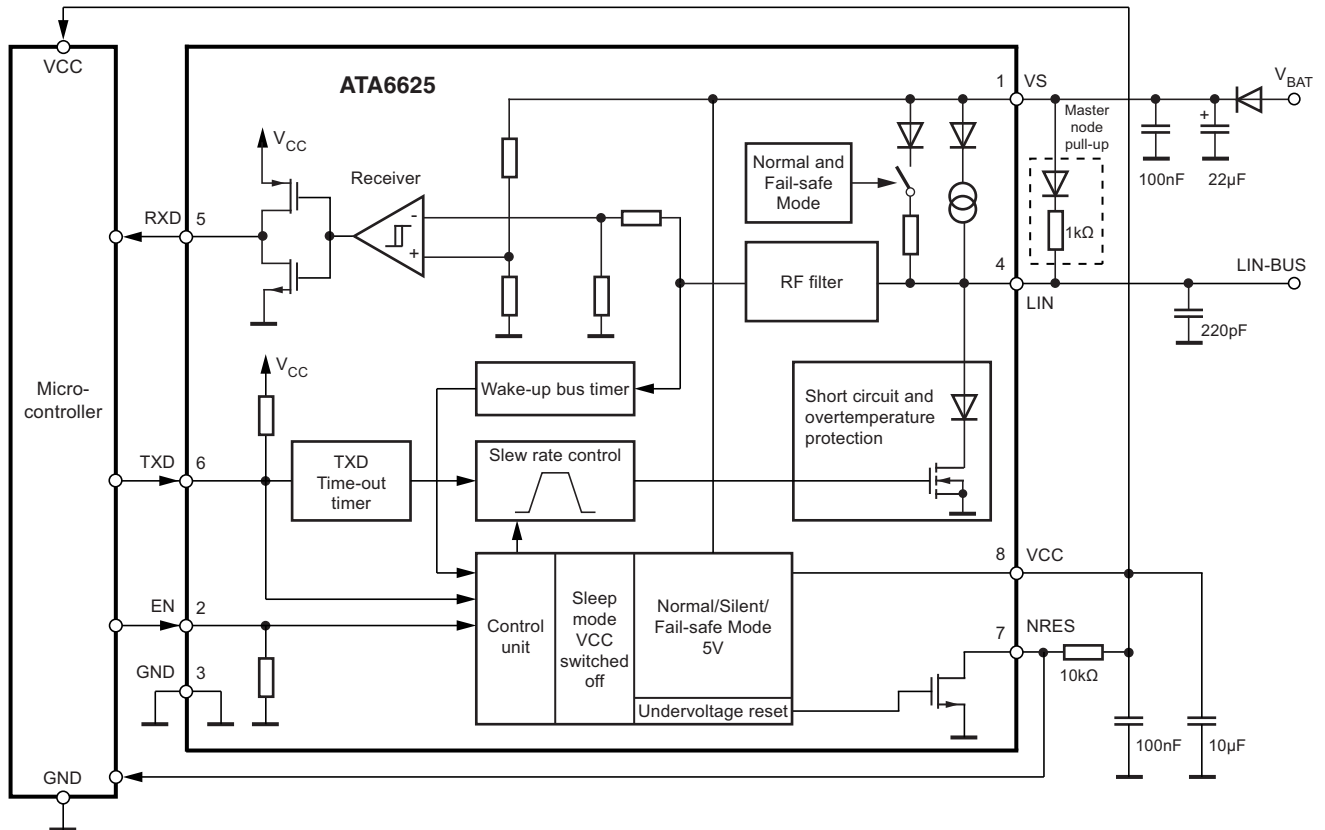 VCC
ATA6625
1
VS
V_BAT
Master
node
pull-up
+
100nF
22µF
V_CC
Receiver
Normal and
Fail-safe
Mode
RXD
5
-
+
1kΩ
RF filter
4
LIN
LIN-BUS
220pF
V_CC
Micro-
controller
Wake-up bus timer
Short circuit and
overtemperature
protection
TXD
6
TXD
Time-out
timer
Slew rate control
8
VCC
EN
2
Control
unit
Sleep
mode
VCC
switched
off
Normal/Silent/
Fail-safe Mode
5V
7
NRES
10kΩ
GND
3
Undervoltage reset
100nF
10µF
GND